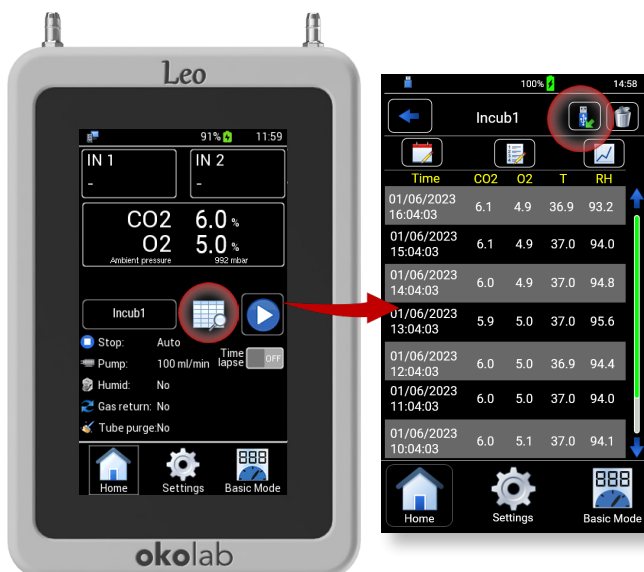 Leo
91% 11:59
IN 1 IN 2
- -
CO2 6.0 %
O2 5.0 %
Ambient pressure 992 mbar
Incub1
Stop: Auto
Pump: 100 ml/min
Time lapse OFF
Humid: No
Gas return: No
Tube purge:No
Home Settings Basic Mode
okolab
100% 14:58
Incub1
Time CO2 O2 T RH
01/06/2023
16:04:03 6.1 4.9 36.9 93.2
01/06/2023
15:04:03 6.1 4.9 37.0 94.0
01/06/2023
14:04:03 6.0 4.9 37.0 94.8
01/06/2023
13:04:03 5.9 5.0 37.0 95.6
01/06/2023
12:04:03 6.0 5.0 36.9 94.4
01/06/2023
11:04:03 6.0 5.0 37.0 94.0
01/06/2023
10:04:03 6.0 5.1 37.0 94.1
888
Home Settings Basic Mode
888